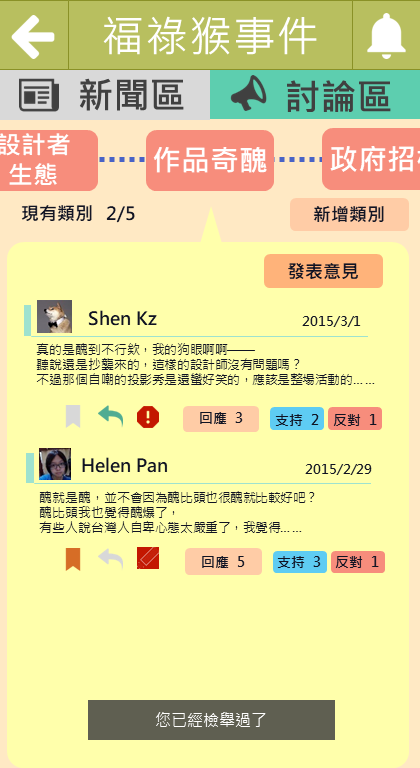 福祿猴事件
新聞區
討論區
設計者
生態
作品奇醜
政府招
現有類別 2/5
新增類別
發表意見
Shen Kz
2015/3/1
真的是醜到不行欸，我的狗眼啊啊——
聽說還是抄襲來的，這樣的設計師沒有問題嗎？
不過那個自嘲的投影秀是還蠻好笑的，應該是整場活動的……
回應 3
支持 2
反對 1
Helen Pan
2015/2/29
醜就是醜，並不會因為醜比頭也很醜就比較好吧？
醜比頭我也覺得醜爆了，
有些人說台灣人自卑心態太嚴重了，我覺得……
回應 5
支持 3
反對 1
您已經檢舉過了